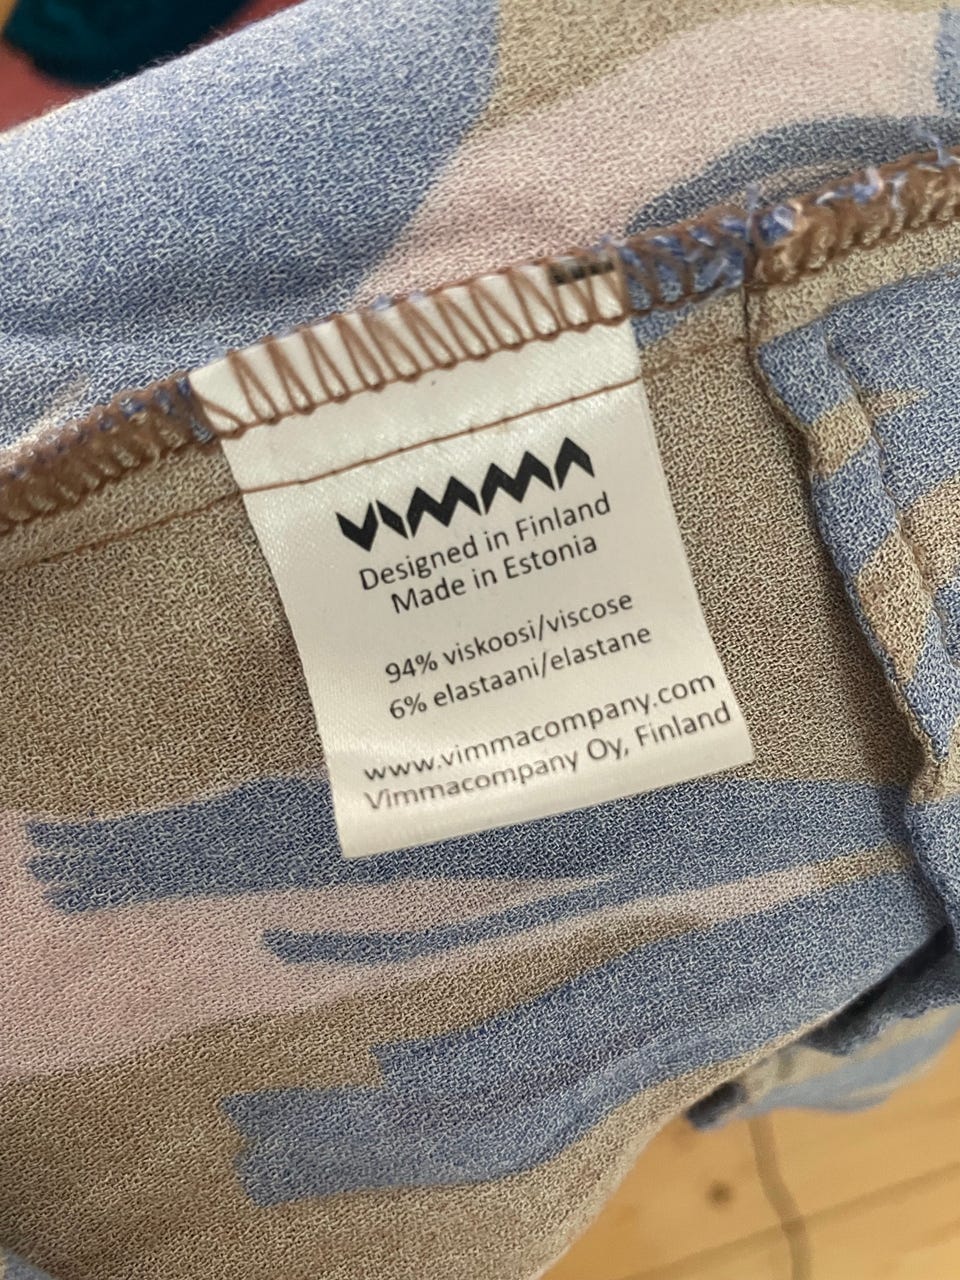 VIMMA
Designed in Finland
Made in Estonia
94% viskoosi/viscose
6% elastaani/elastane
www.vimmacompany.com
Vimmacompany Oy, Finland